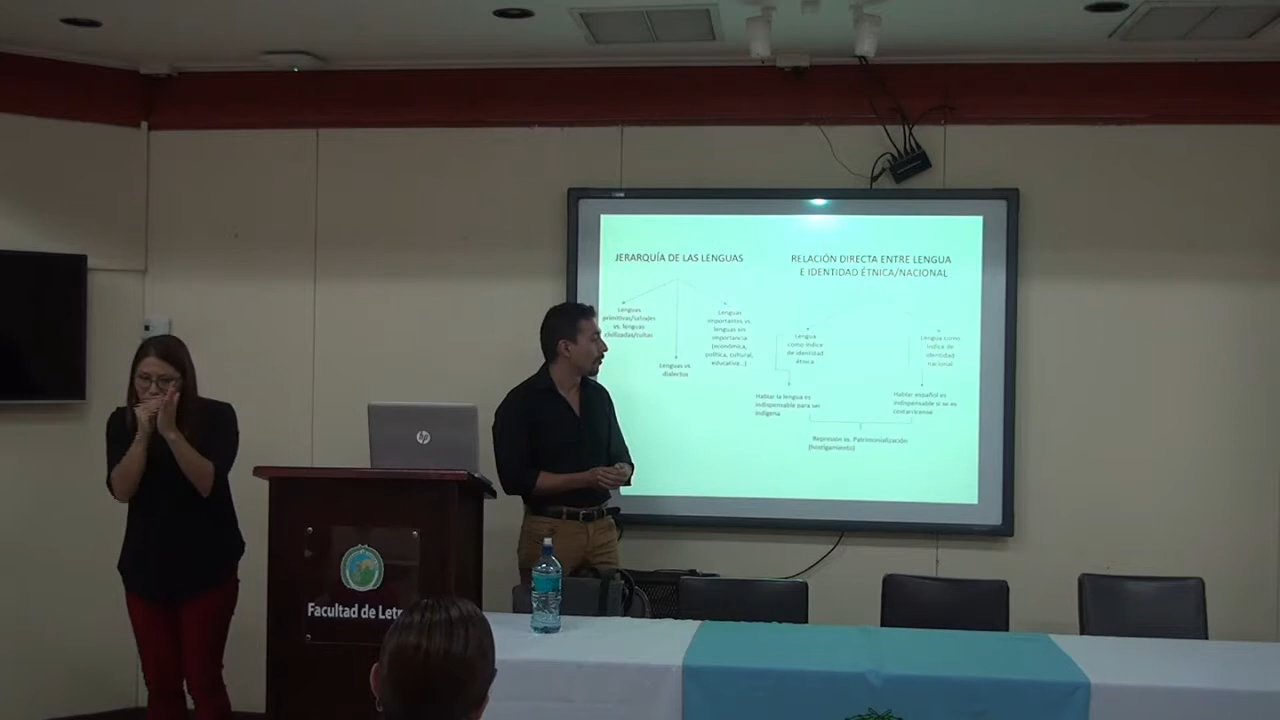 JERARQUÍA DE LAS LENGUAS
Lenguas
primitivas/salvajes
vs. lenguas
civilizadas/cultas
Lenguas vs.
dialectos
Lenguas
importantes vs.
lenguas sin
importancia
(económica,
política, cultural,
educativa...)
RELACIÓN DIRECTA ENTRE LENGUA
E IDENTIDAD ÉTNICA/NACIONAL
Lengua
como índice
de identidad
étnica
Lengua como
índice de
identidad
nacional
Hablar la lengua es
indispensable para ser
indígena
Hablar español es
indispensable si se es
costarricense
Represión vs. Patrimonialización
(hostigamiento)
hp
Facultad de Letr